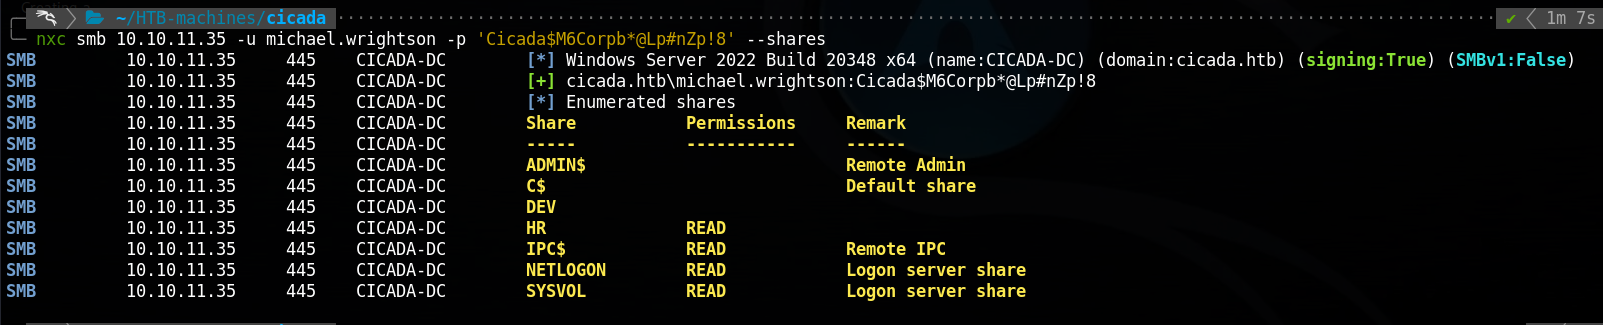 ~/HTB-machines/cicada ✔ 1m 7s
nxc smb 10.10.11.35 -u michael.wrightson -p 'Cicada$M6Corpb*@Lp#nZp!8' --shares
SMB 10.10.11.35 445 CICADA-DC [*] Windows Server 2022 Build 20348 x64 (name:CICADA-DC) (domain:cicada.htb) (signing:True) (SMBv1:False)
SMB 10.10.11.35 445 CICADA-DC [+] cicada.htb\michael.wrightson:Cicada$M6Corpb*@Lp#nZp!8
SMB 10.10.11.35 445 CICADA-DC [*] Enumerated shares
SMB 10.10.11.35 445 CICADA-DC Share Permissions Remark
SMB 10.10.11.35 445 CICADA-DC ----- ----------- ------
SMB 10.10.11.35 445 CICADA-DC ADMIN$ Remote Admin
SMB 10.10.11.35 445 CICADA-DC C$ Default share
SMB 10.10.11.35 445 CICADA-DC DEV
SMB 10.10.11.35 445 CICADA-DC HR READ
SMB 10.10.11.35 445 CICADA-DC IPC$ READ Remote IPC
SMB 10.10.11.35 445 CICADA-DC NETLOGON READ Logon server share
SMB 10.10.11.35 445 CICADA-DC SYSVOL READ Logon server share